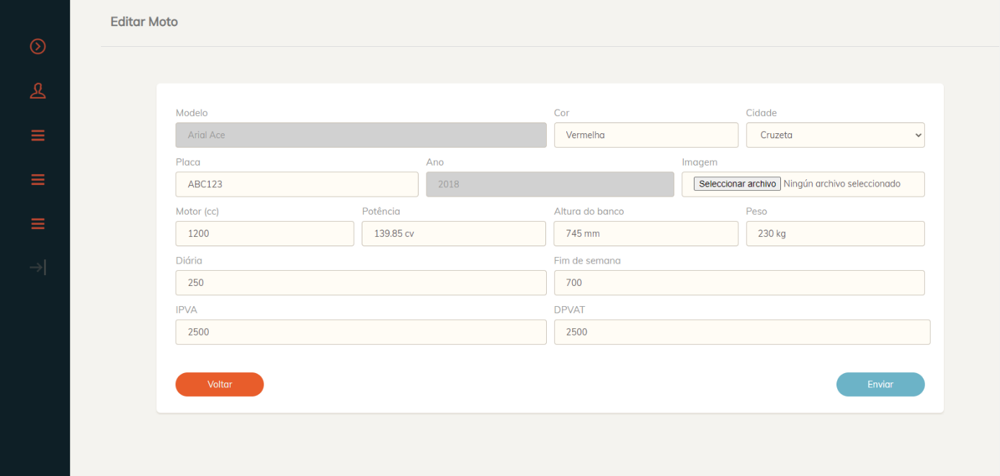 Editar Moto
Modelo Cor Cidade
Arial Ace Vermelha Cruzeta
Placa Ano Imagem
ABC123 2018 Seleccionar archivo Ningún archivo seleccionado
Motor (cc) Potência Altura do banco Peso
1200 139.85 cv 745 mm 230 kg
Diária Fim de semana
250 700
IPVA DPVAT
2500 2500
Voltar Enviar